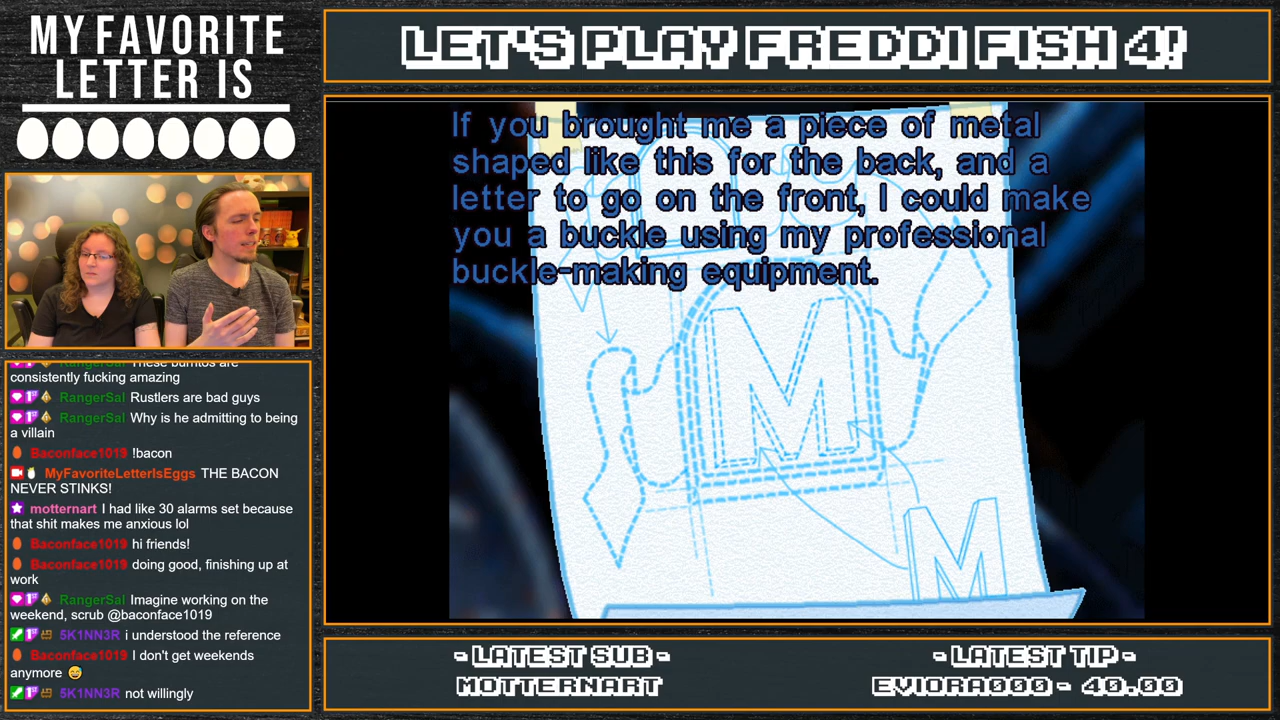 MY FAVORITE
LETTER IS
LET'S PLAY FREDDI FISH 4!
If you brought me a piece of metal
shaped like this for the back, and a
letter to go on the front, I could make
you a buckle using my professional
buckle-making equipment.
M
M
RangerSal These burritos are
consistently fucking amazing
RangerSal Rustlers are bad guys
RangerSal Why is he admitting to being
a villain
Baconface1019 !bacon
MyFavoriteLetterIsEggs THE BACON
NEVER STINKS!
motternart I had like 30 alarms set because
that shit makes me anxious lol
Baconface1019 hi friends!
Baconface1019 doing good, finishing up at
work
RangerSal Imagine working on the
weekend, scrub @baconface1019
5K1NN3R i understood the reference
Baconface1019 I don't get weekends
anymore 😅
5K1NN3R not willingly
- LATEST SUB -
MOTTERNART
- LATEST TIP -
EVIORA000 - 40.00